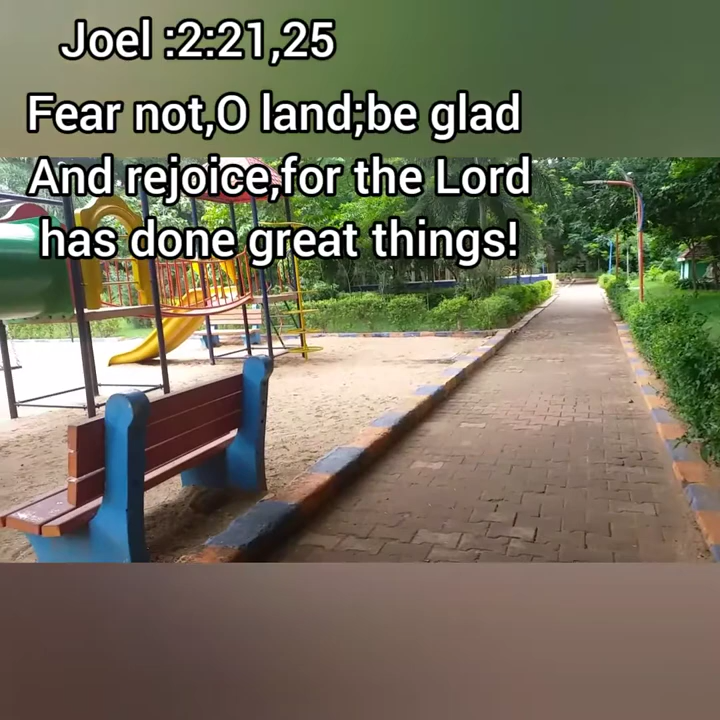 Joel :2:21,25
Fear not,O land;be glad
And rejoice,for the Lord
has done great things!